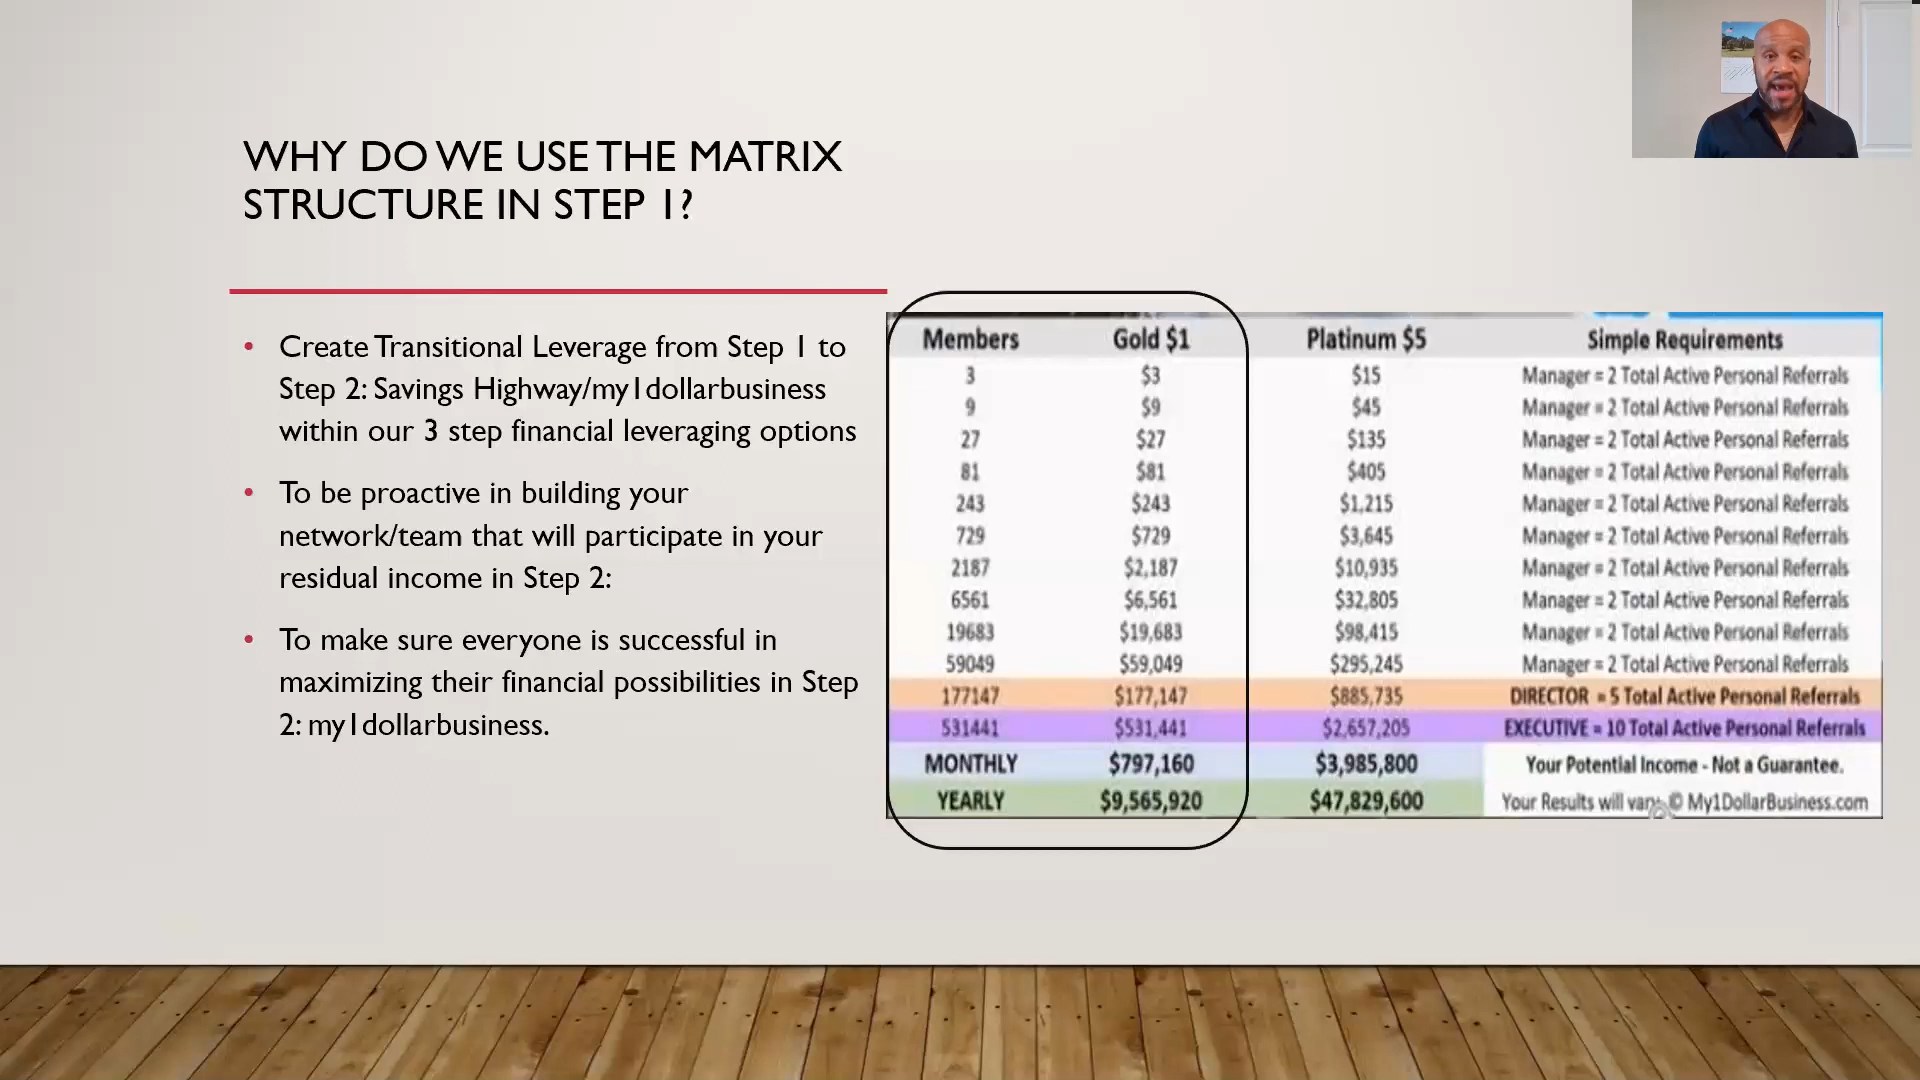 WHY DO WE USE THE MATRIX
STRUCTURE IN STEP 1?
• Create Transitional Leverage from Step 1 to
Step 2: Savings Highway/my1dollarbusiness
within our 3 step financial leveraging options
• To be proactive in building your
network/team that will participate in your
residual income in Step 2:
• To make sure everyone is successful in
maximizing their financial possibilities in Step
2: my1dollarbusiness.
Members Gold $1 Platinum $5 Simple Requirements
3 $3 $15 Manager = 2 Total Active Personal Referrals
9 $9 $45 Manager = 2 Total Active Personal Referrals
27 $27 $135 Manager = 2 Total Active Personal Referrals
81 $81 $405 Manager = 2 Total Active Personal Referrals
243 $243 $1,215 Manager = 2 Total Active Personal Referrals
729 $729 $3,645 Manager = 2 Total Active Personal Referrals
2187 $2,187 $10,935 Manager = 2 Total Active Personal Referrals
6561 $6,561 $32,805 Manager = 2 Total Active Personal Referrals
19683 $19,683 $98,415 Manager = 2 Total Active Personal Referrals
59049 $59,049 $295,245 Manager = 2 Total Active Personal Referrals
177147 $177,147 $885,735 DIRECTOR = 5 Total Active Personal Referrals
531441 $531,441 $2,657,205 EXECUTIVE = 10 Total Active Personal Referrals
MONTHLY $797,160 $3,985,800 Your Potential Income - Not a Guarantee.
YEARLY $9,565,920 $47,829,600 Your Results will vary. © My1DollarBusiness.com